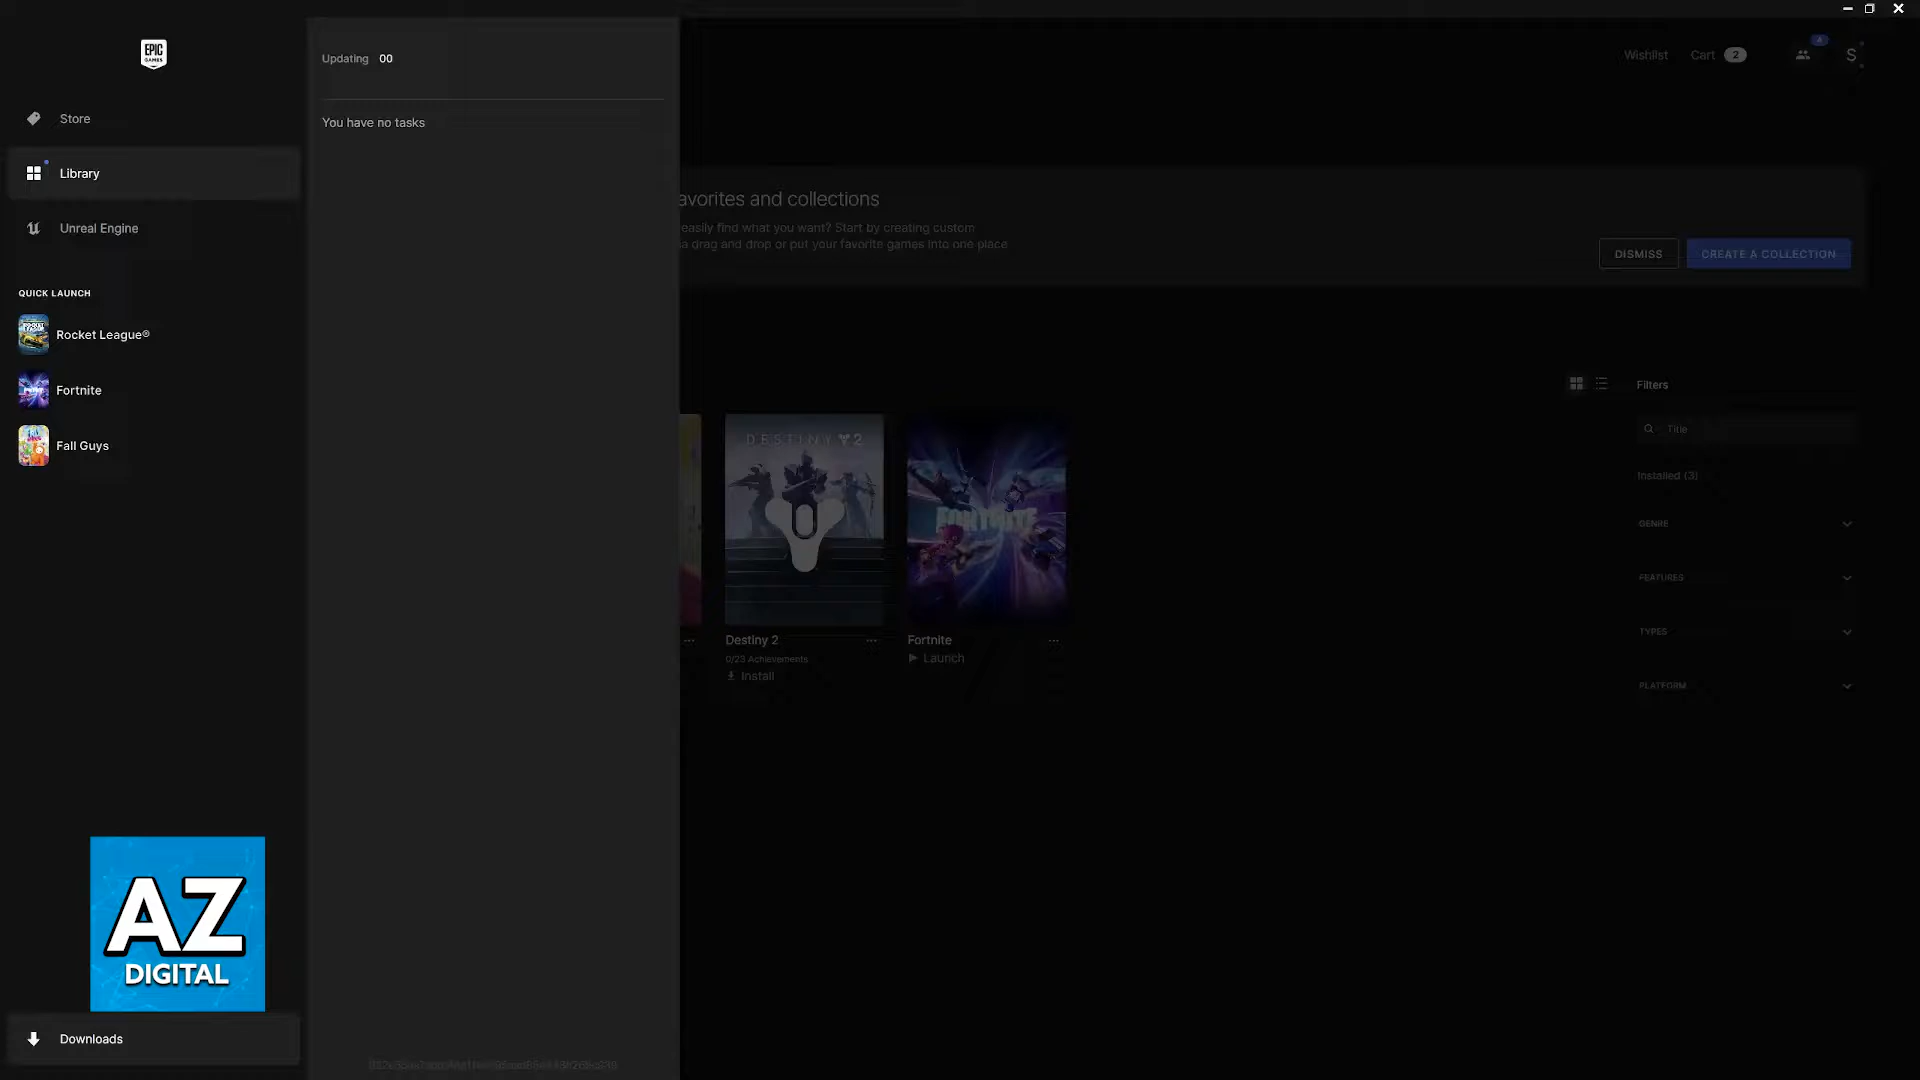 EPIC
GAMES
Store
Library
Unreal Engine
QUICK LAUNCH
Rocket League®
Fortnite
Fall Guys
AZ
DIGITAL
Downloads
Updating 00
You have no tasks
Wishlist
Cart 2
S
avorites and collections
easily find what you want? Start by creating custom
a drag and drop or put your favorite games into one place
DISMISS
CREATE A COLLECTION
Filters
Title
Installed (3)
GENRE
FEATURES
TYPES
PLATFORM
DESTINY 2
Destiny 2
0/23 Achievements
Install
FORTNITE
Fortnite
Launch